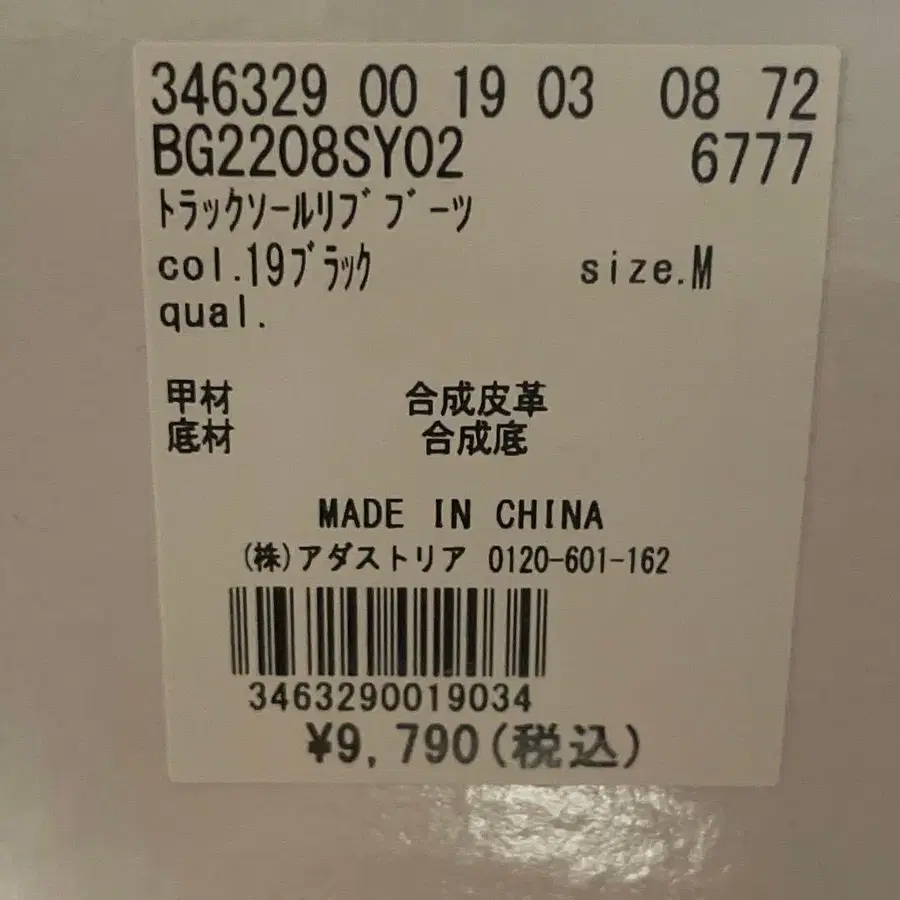 346329 00 19 03 08 72
BG2208SY02 6777
ﾄﾗｯｸｿｰﾙﾘﾌﾞﾌﾞｰﾂ
col.19ﾌﾞﾗｯｸ size.M
qual.
甲材 合成皮革
底材 合成底
MADE IN CHINA
(株)アダストリア 0120-601-162
3463290019034
¥9,790(税込)